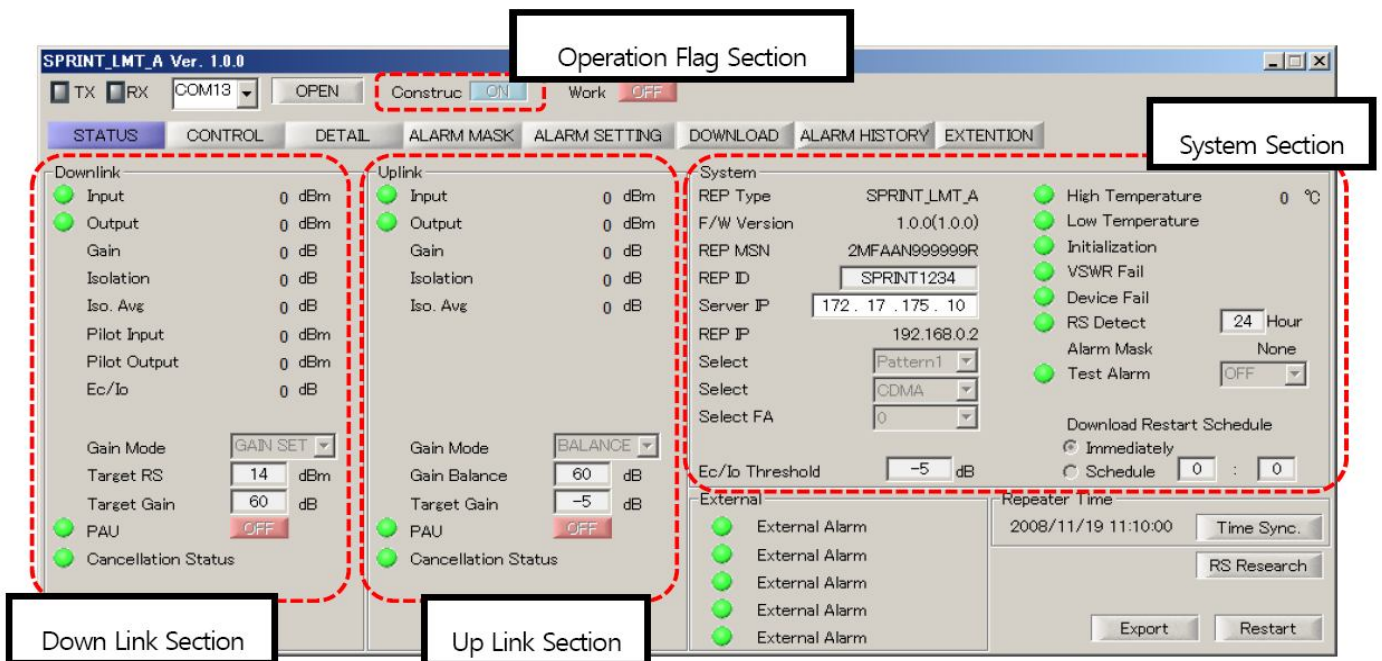 Operation Flag Section
SPRINT_LMT_A Ver. 1.0.0
TX RX COM13 OPEN Construc ON Work OFF
System Section
STATUS CONTROL DETAIL ALARM MASK ALARM SETTING DOWNLOAD ALARM HISTORY EXTENTION
Downlink
Input 0 dBm
Output 0 dBm
Gain 0 dB
Isolation 0 dB
Iso. Avg 0 dB
Pilot Input 0 dBm
Pilot Output 0 dBm
Ec/Io 0 dB
Gain Mode GAIN SET
Target RS 14 dBm
Target Gain 60 dB
PAU OFF
Cancellation Status
Down Link Section
Uplink
Input 0 dBm
Output 0 dBm
Gain 0 dB
Isolation 0 dB
Iso. Avg 0 dB
Gain Mode BALANCE
Gain Balance 60 dB
Target Gain -5 dB
PAU OFF
Cancellation Status
Up Link Section
System
REP Type SPRINT_LMT_A
F/W Version 1.0.0(1.0.0)
REP MSN 2MFAAN999999R
REP ID SPRINT1234
Server IP 172 . 17 . 175 . 10
REP IP 192.168.0.2
Select Pattern1
Select CDMA
Select FA 0
Ec/Io Threshold -5 dB
High Temperature 0 °C
Low Temperature
Initialization
VSWR Fail
Device Fail
RS Detect 24 Hour
Alarm Mask None
Test Alarm OFF
Download Restart Schedule
Immediately
Schedule 0 : 0
External
External Alarm
External Alarm
External Alarm
External Alarm
External Alarm
Repeater Time
2008/11/19 11:10:00 Time Sync.
RS Research
Export Restart